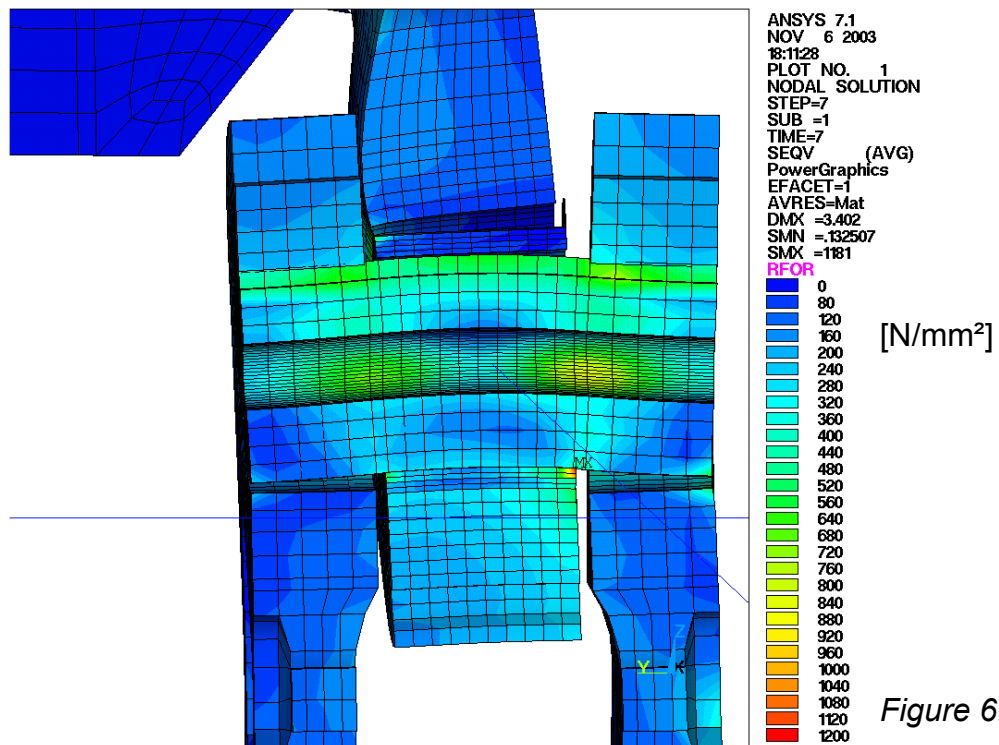 ANSYS 7.1
NOV 6 2003
18:11:28
PLOT NO. 1
NODAL SOLUTION
STEP=7
SUB =1
TIME=7
SEQV (AVG)
PowerGraphics
EFACET=1
AVRES=Mat
DMX =3.402
SMN =.132507
SMX =1181
RFOR
0
80
120
160
200
240
280
320
360
400
440
480
520
560
640
680
720
760
800
840
880
920
960
1000
1040
1080
1120
1200
[N/mm²]
MX
Z
Y X
Figure 6